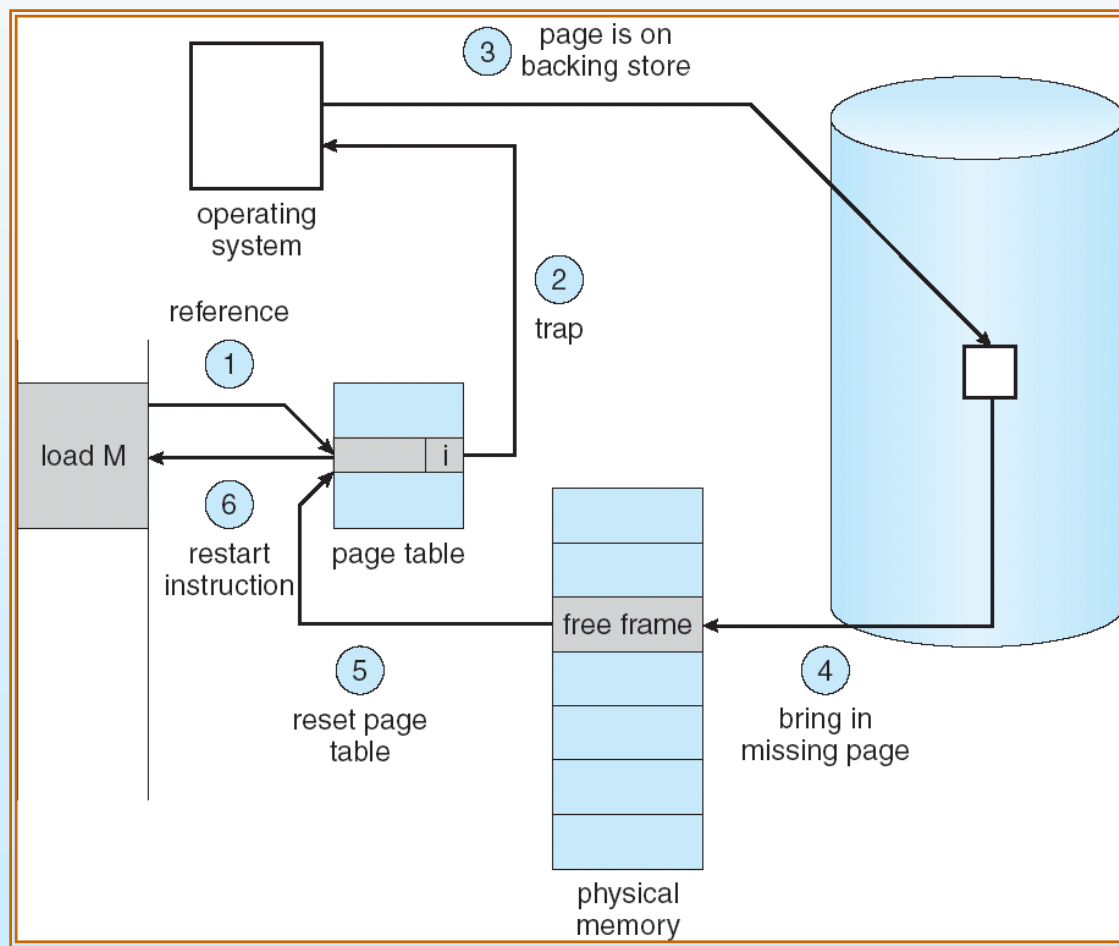 3
page is on
backing store
operating
system
2
trap
reference
1
load M
i
6
restart
instruction
page table
free frame
5
reset page
table
4
bring in
missing page
physical
memory